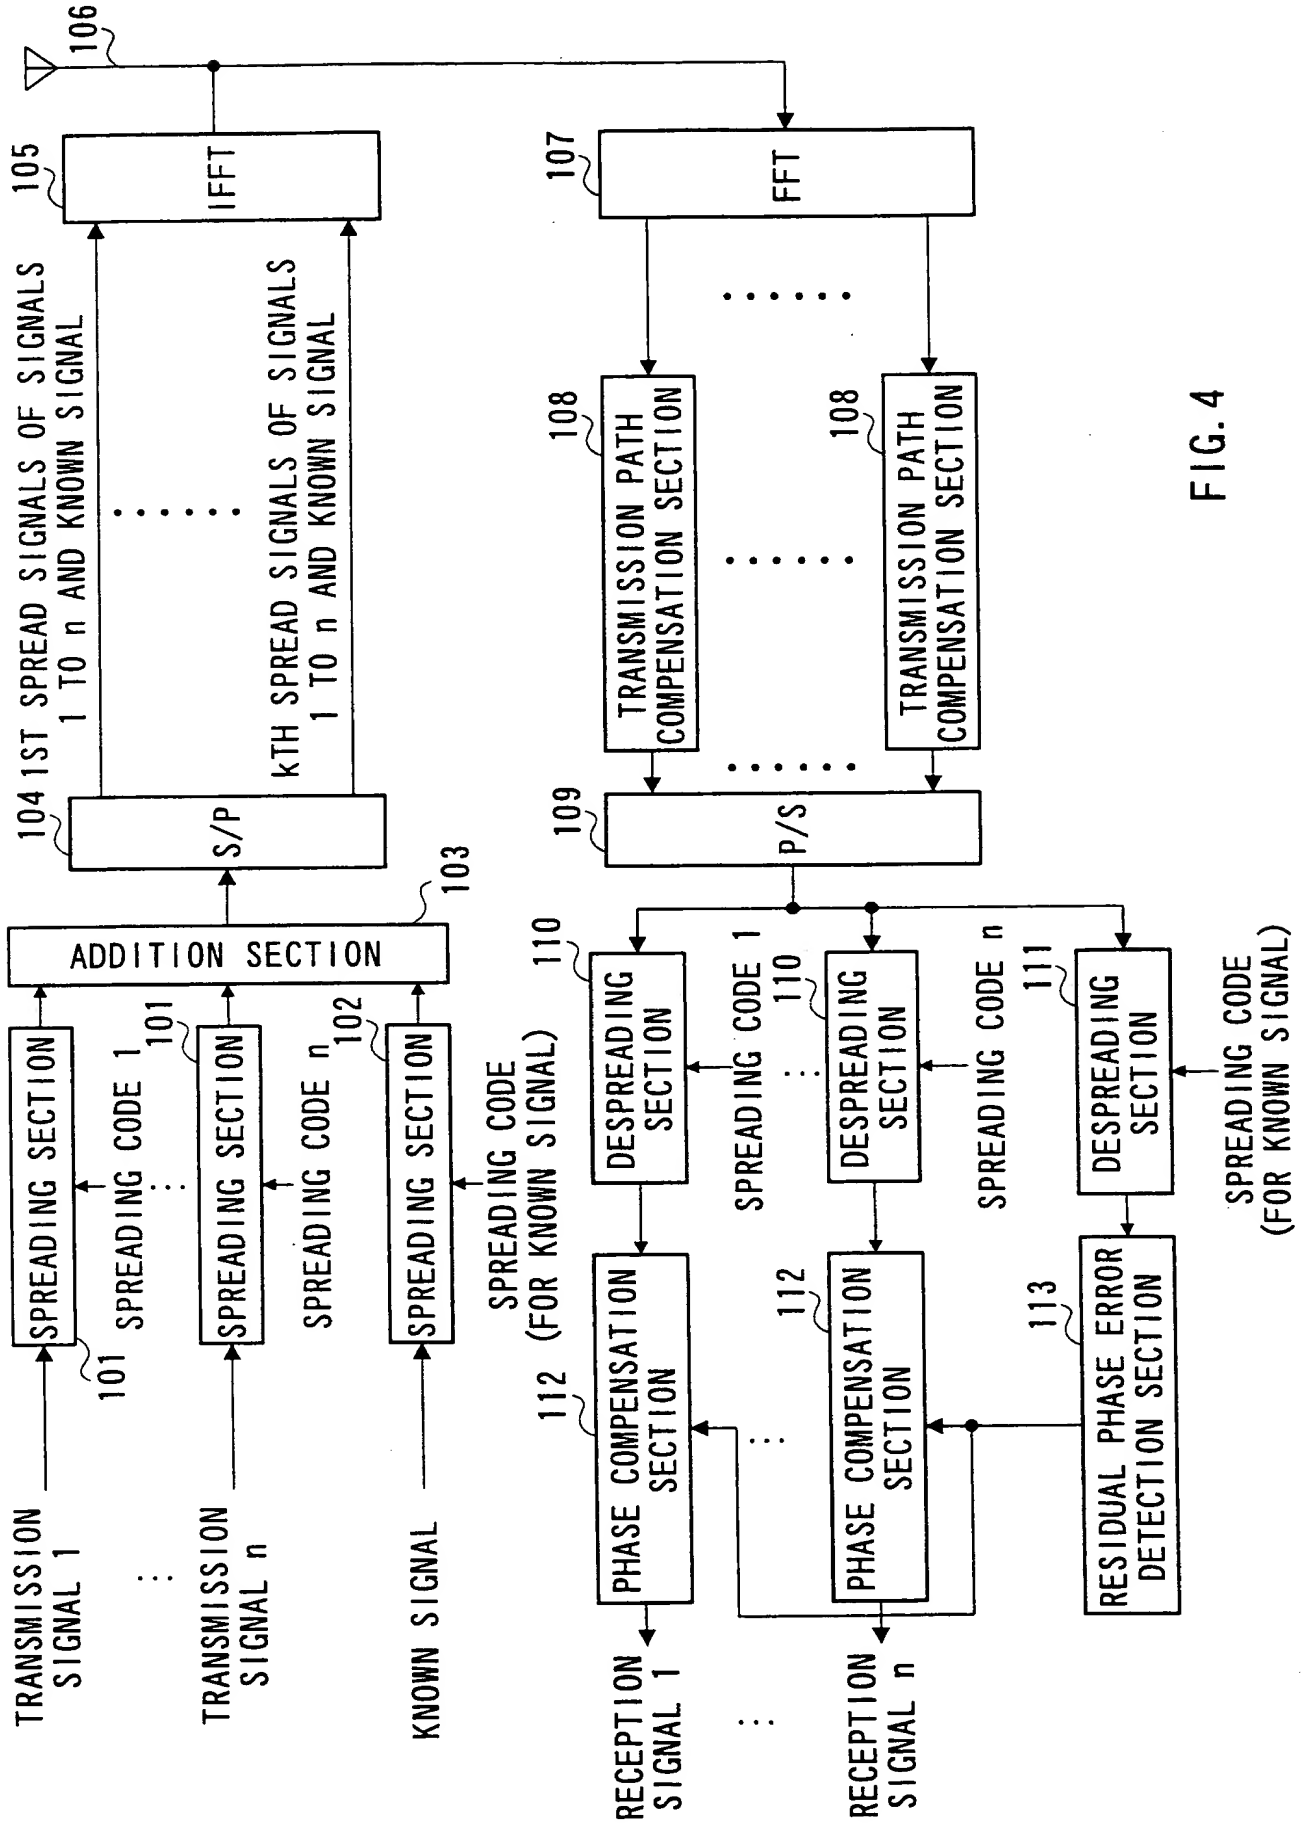 TRANSMISSION
SIGNAL 1
⋮
TRANSMISSION
SIGNAL n
KNOWN SIGNAL
SPREADING SECTION
101
SPREADING CODE 1
⋮
SPREADING SECTION
101
SPREADING CODE n
SPREADING SECTION
102
SPREADING CODE
(FOR KNOWN SIGNAL)
ADDITION SECTION
103
S/P
104
1ST SPREAD SIGNALS OF SIGNALS
1 TO n AND KNOWN SIGNAL
kTH SPREAD SIGNALS OF SIGNALS
1 TO n AND KNOWN SIGNAL
IFFT
105
106
FFT
107
TRANSMISSION PATH
COMPENSATION SECTION
108
TRANSMISSION PATH
COMPENSATION SECTION
108
P/S
109
DESPREADING
SECTION
110
SPREADING CODE 1
⋮
DESPREADING
SECTION
110
SPREADING CODE n
DESPREADING
SECTION
111
SPREADING CODE
(FOR KNOWN SIGNAL)
PHASE COMPENSATION
SECTION
112
⋮
PHASE COMPENSATION
SECTION
112
RESIDUAL PHASE ERROR
DETECTION SECTION
113
RECEPTION
SIGNAL 1
⋮
RECEPTION
SIGNAL n
FIG. 4